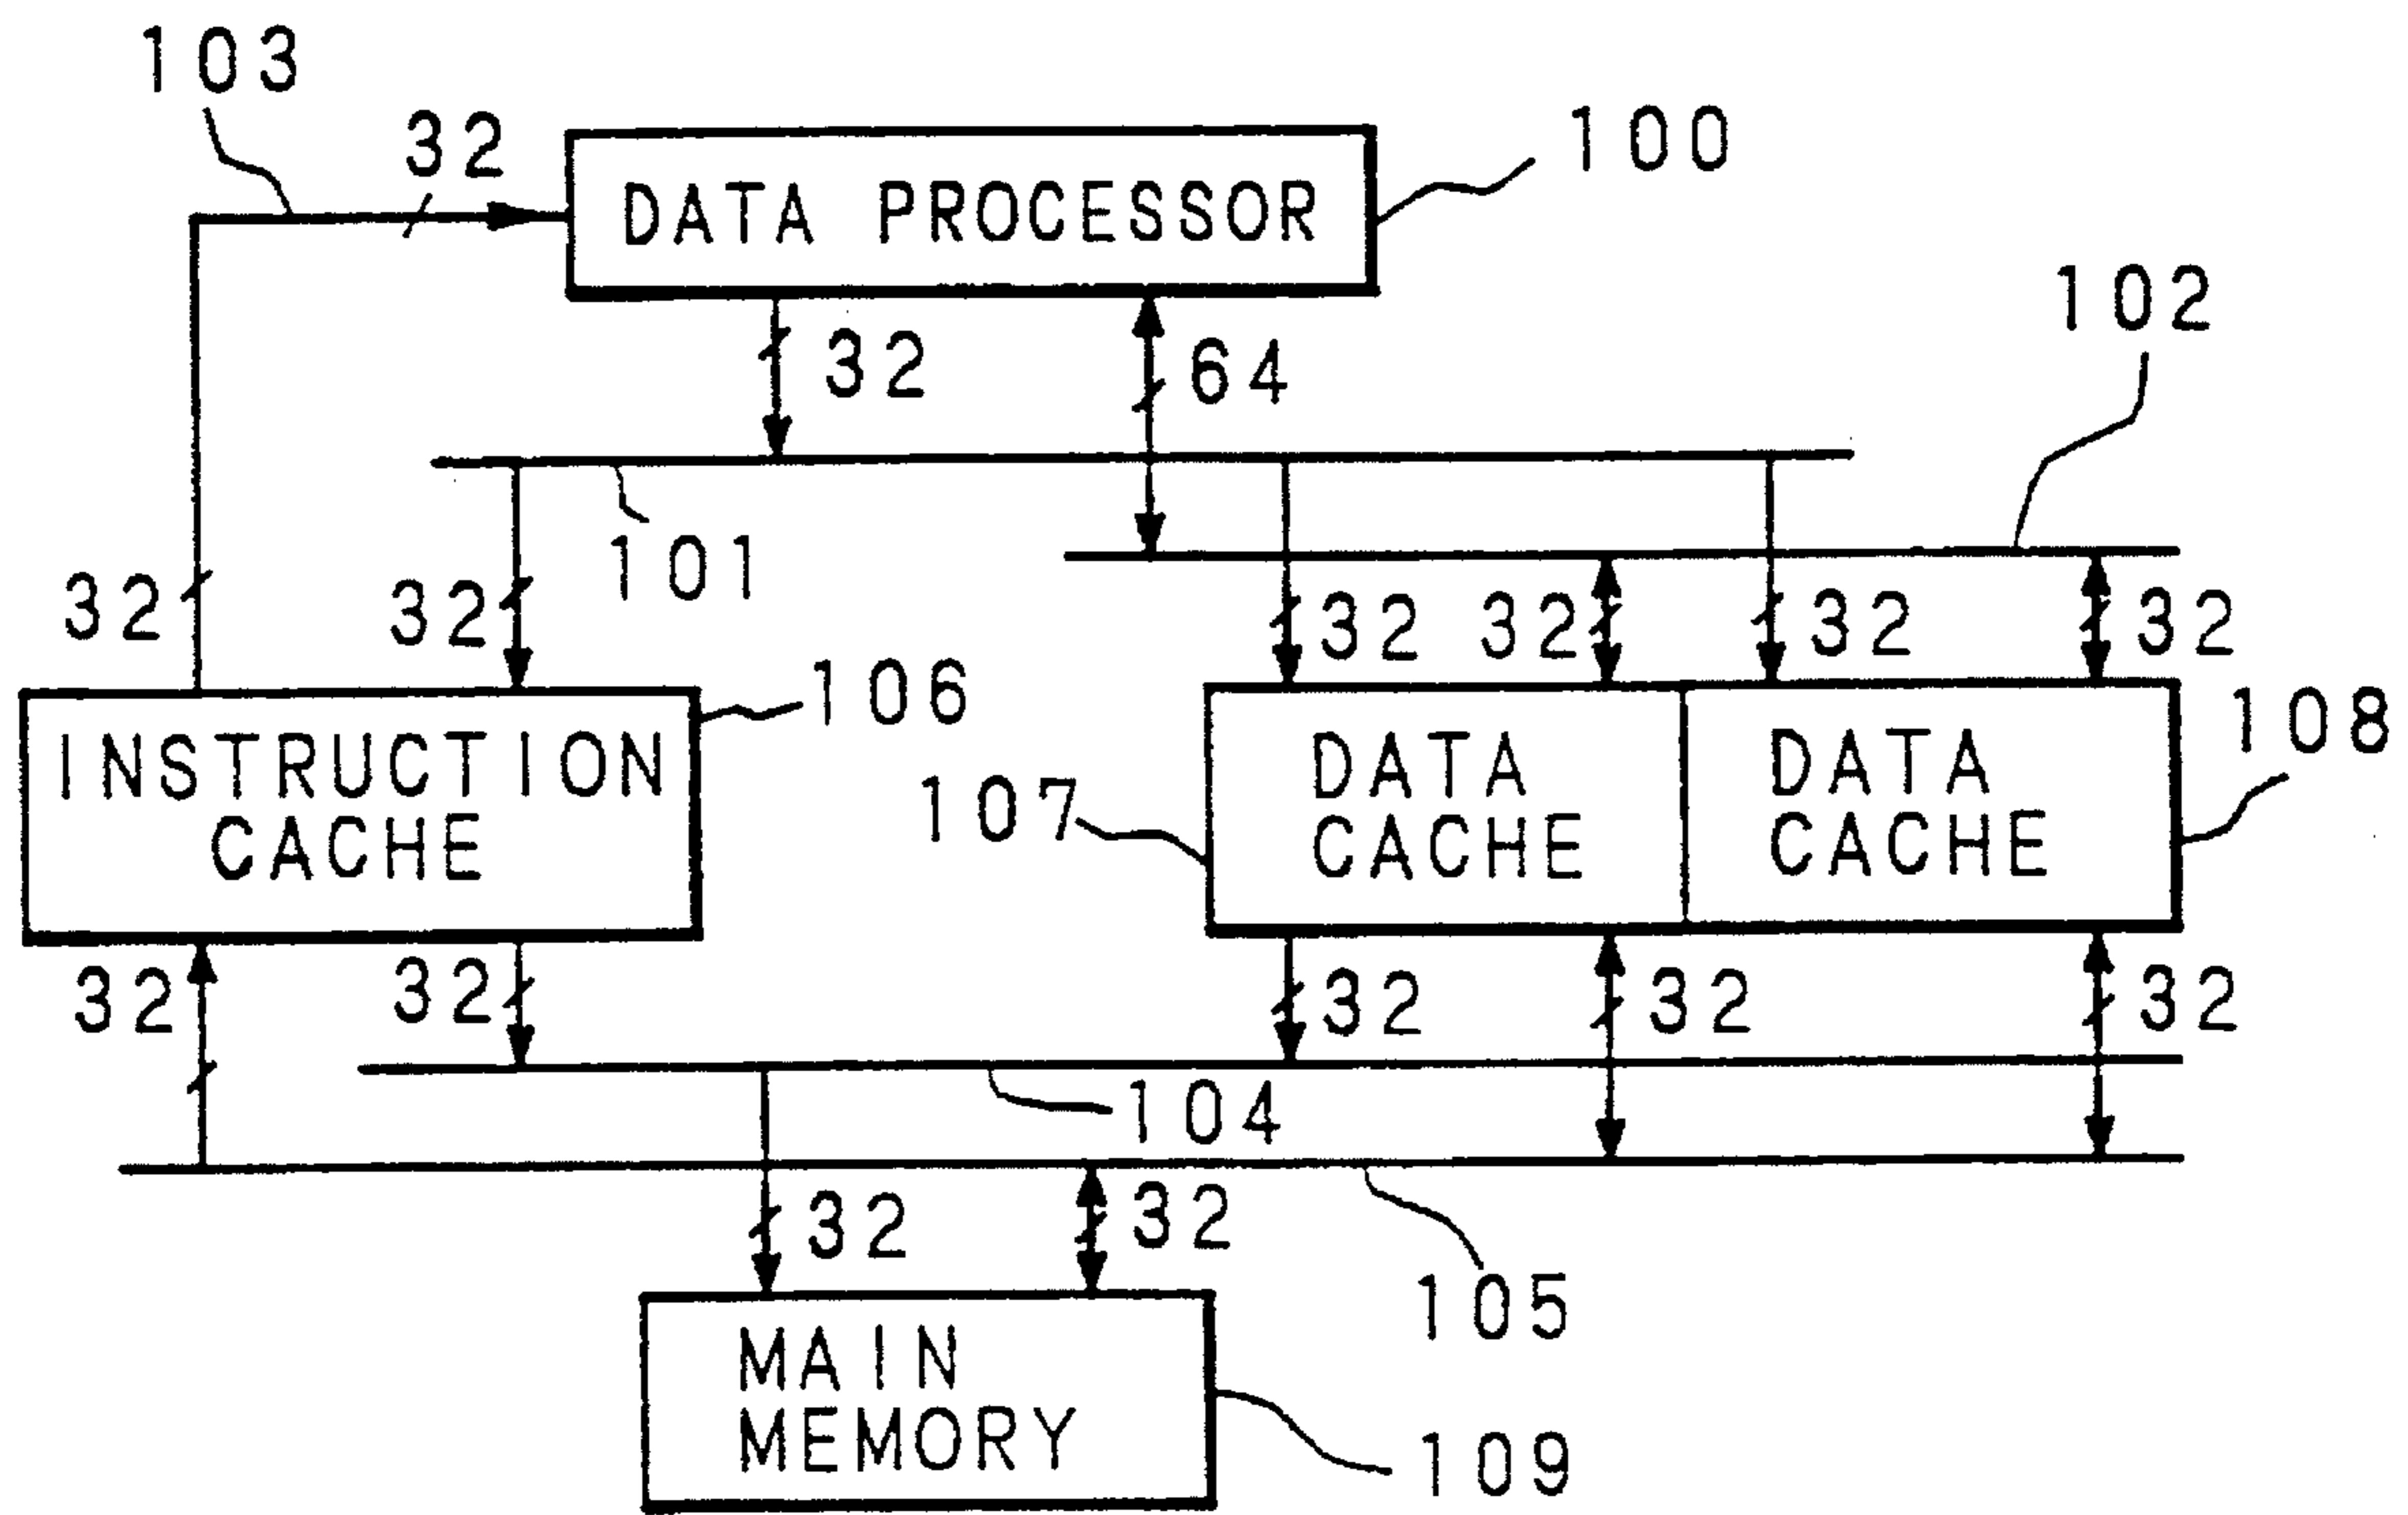 103
32
DATA PROCESSOR
100
32
64
102
101
32
32
32
32
32
32
106
108
INSTRUCTION
CACHE
107
DATA
CACHE
DATA
CACHE
32
32
32
32
32
104
32
32
105
MAIN
MEMORY
109